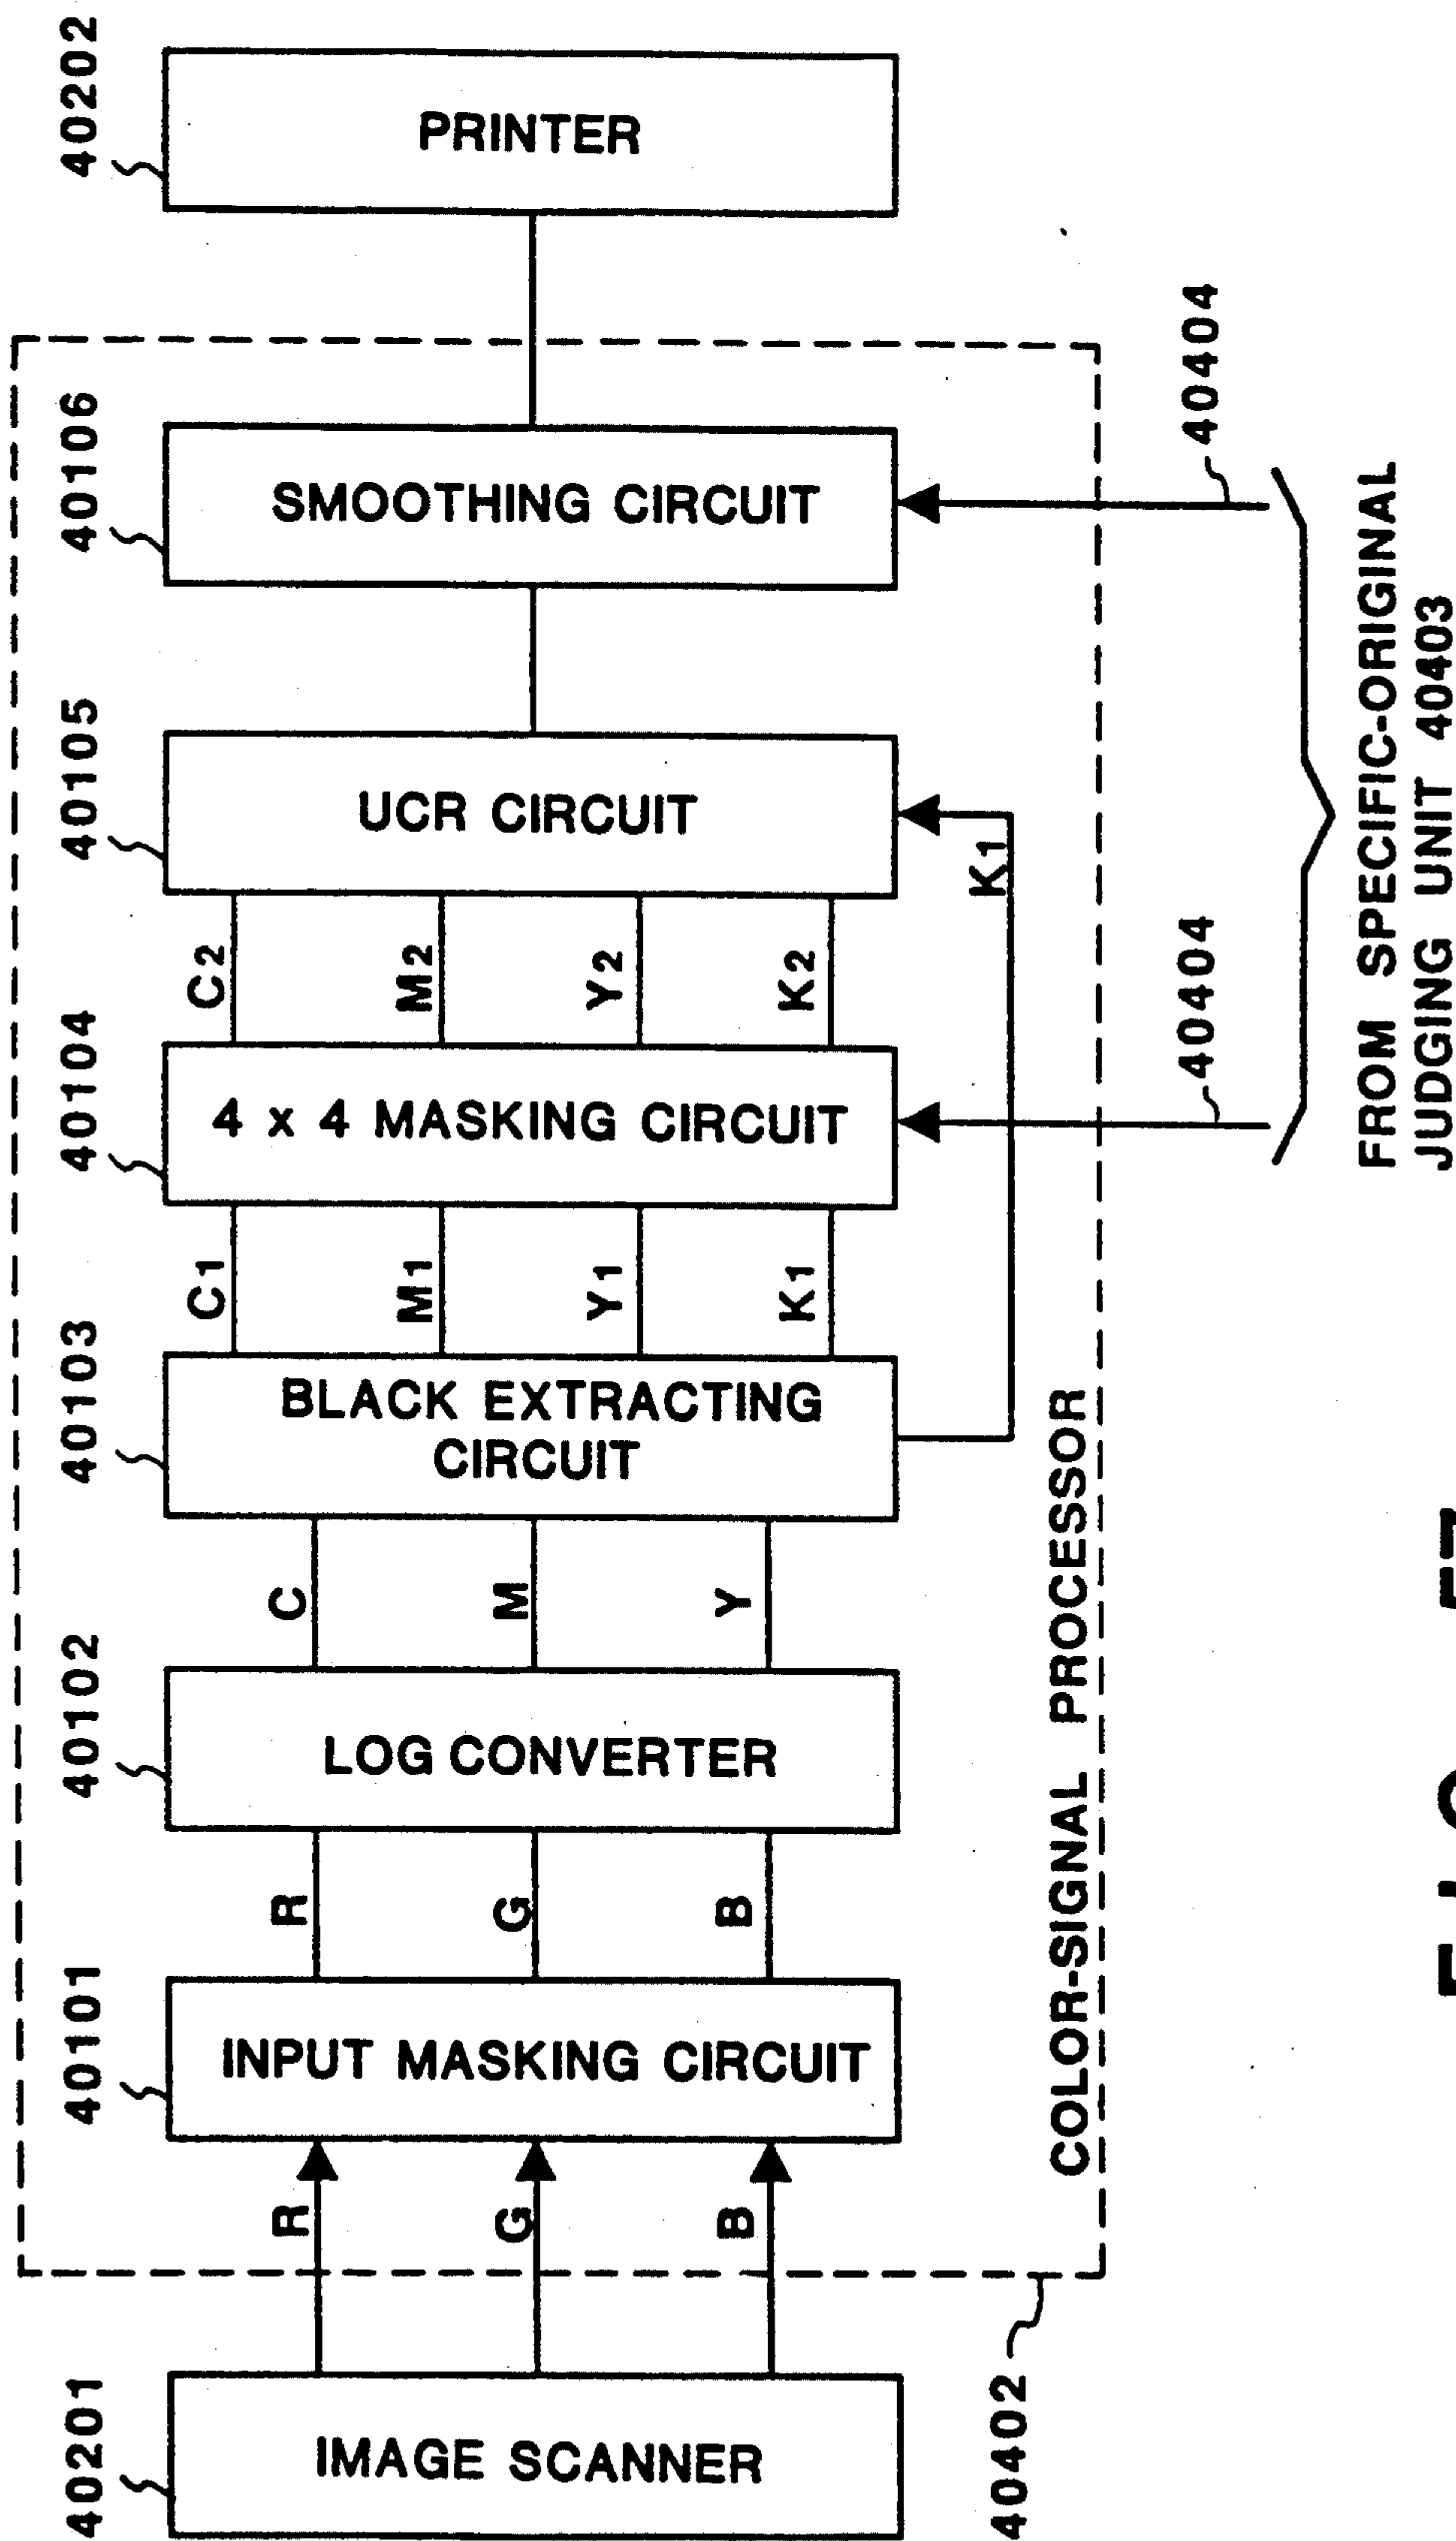 40202
PRINTER
40106
SMOOTHING CIRCUIT
40404
40105
UCR CIRCUIT
K1
C2
M2
Y2
K2
40104
4 x 4 MASKING CIRCUIT
40404
FROM SPECIFIC-ORIGINAL
JUDGING UNIT 40403
C1
M1
Y1
K1
40103
BLACK EXTRACTING
CIRCUIT
C
M
Y
40102
LOG CONVERTER
R
G
B
40101
INPUT MASKING CIRCUIT
COLOR-SIGNAL PROCESSOR
R
G
B
40402
40201
IMAGE SCANNER